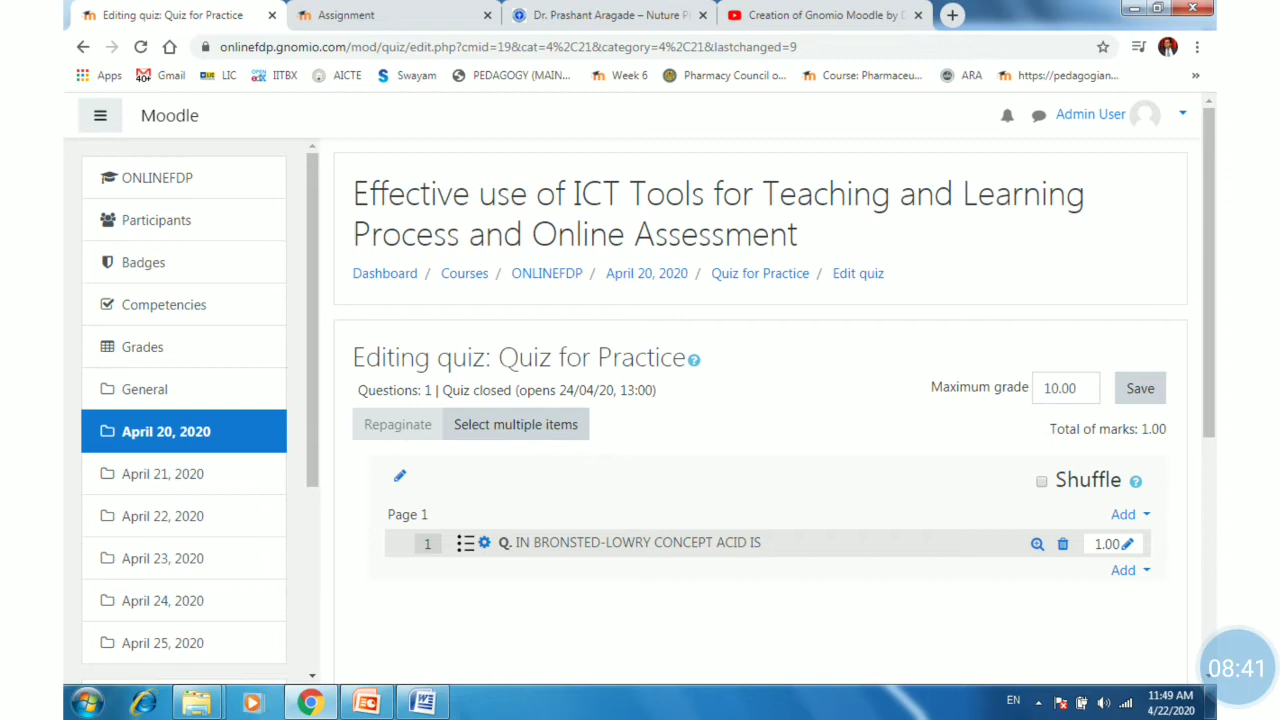 Editing quiz: Quiz for Practice
Assignment
Dr. Prashant Aragade – Nuture P
Creation of Gnomio Moodle by D
onlinefdp.gnomio.com/mod/quiz/edit.php?cmid=19&cat=4%2C21&category=4%2C21&lastchanged=9
Apps
40+
Gmail
LIC
IITBX
AICTE
Swayam
PEDAGOGY (MAIN...
Week 6
Pharmacy Council o...
Course: Pharmaceu...
ARA
https://pedagogian...
»
Moodle
Admin User
ONLINEFDP
Participants
Badges
Competencies
Grades
General
April 20, 2020
April 21, 2020
April 22, 2020
April 23, 2020
April 24, 2020
April 25, 2020
Effective use of ICT Tools for Teaching and Learning
Process and Online Assessment
Dashboard / Courses / ONLINEFDP / April 20, 2020 / Quiz for Practice / Edit quiz
Editing quiz: Quiz for Practice
Questions: 1 | Quiz closed (opens 24/04/20, 13:00)
Maximum grade 10.00 Save
Repaginate Select multiple items
Total of marks: 1.00
Shuffle
Page 1
Add
1 Q. IN BRONSTED-LOWRY CONCEPT ACID IS 1.00
Add
08:41
EN
11:49 AM
4/22/2020